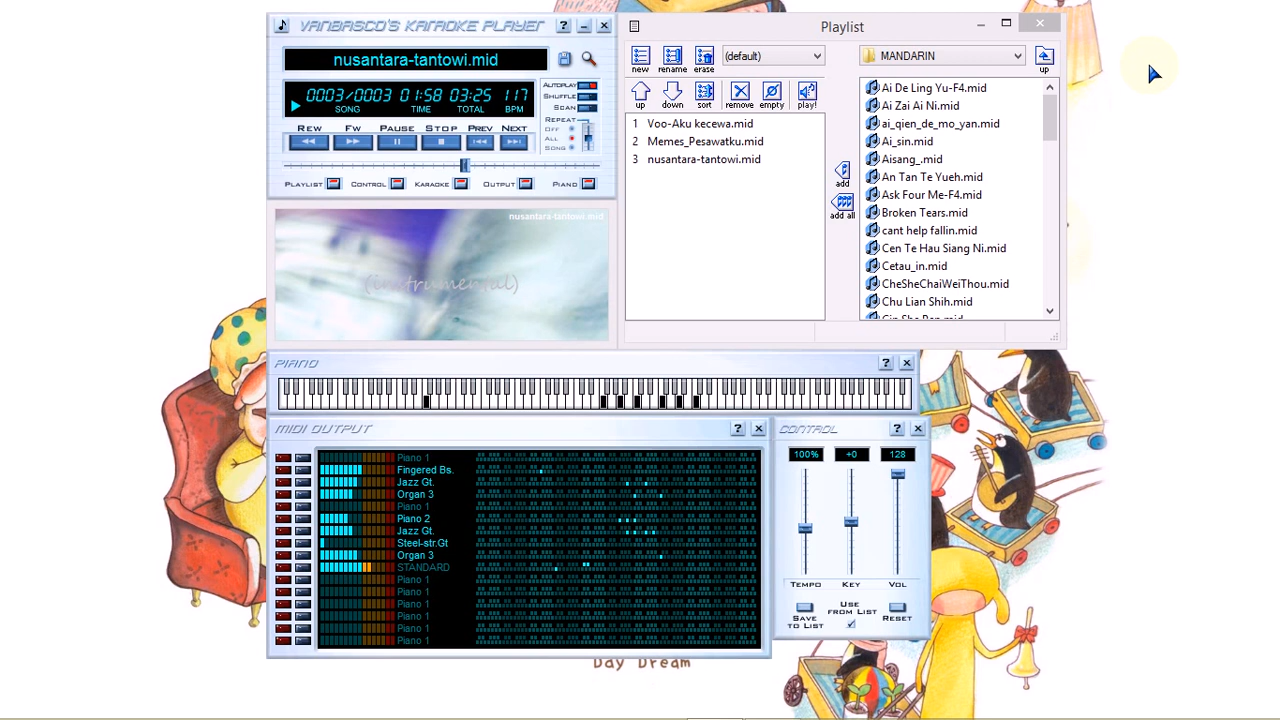 VANBASCO'S KARAOKE PLAYER
nusantara-tantowi.mid
0003/0003 01:58 03:25 117
SONG TIME TOTAL BPM
AUTOPLAY
SHUFFLE
SCAN
REPEAT
OFF
ALL
SONG
REW FW PAUSE STOP PREV NEXT
PLAYLIST CONTROL KARAOKE OUTPUT PIANO
nusantara-tantowi.mid
(instrumental)
Playlist
new rename erase
(default)
up down sort remove empty play!
1 Voo-Aku kecewa.mid
2 Memes_Pesawatku.mid
3 nusantara-tantowi.mid
add
add all
MANDARIN
up
Ai De Ling Yu-F4.mid
Ai Zai Ai Ni.mid
ai_qien_de_mo_yan.mid
Ai_sin.mid
Aisang_.mid
An Tan Te Yueh.mid
Ask Four Me-F4.mid
Broken Tears.mid
cant help fallin.mid
Cen Te Hau Siang Ni.mid
Cetau_in.mid
CheSheChaiWeiThou.mid
Chu Lian Shih.mid
PIANO
MIDI OUTPUT
Piano 1
Fingered Bs.
Jazz Gt.
Organ 3
Piano 1
Piano 2
Jazz Gt.
Steel-str.Gt
Organ 3
STANDARD
Piano 1
Piano 1
Piano 1
Piano 1
Piano 1
Piano 1
CONTROL
100% +0 128
TEMPO KEY VOL
SAVE TO LIST
USE FROM LIST
RESET
Day Dream